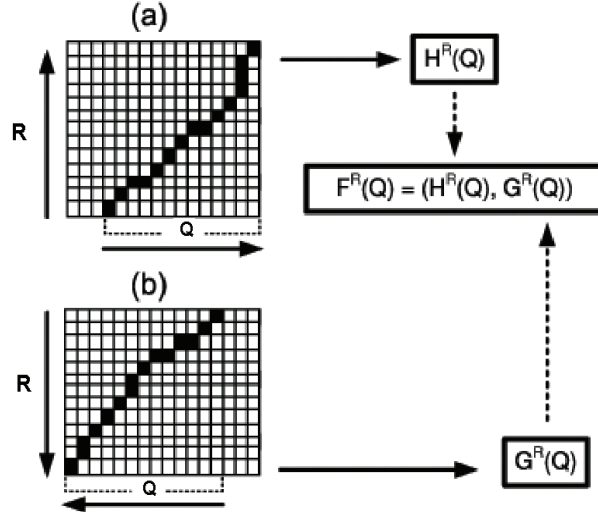 (a)
R
Q
H^R(Q)
F^R(Q) = (H^R(Q), G^R(Q))
(b)
R
Q
G^R(Q)